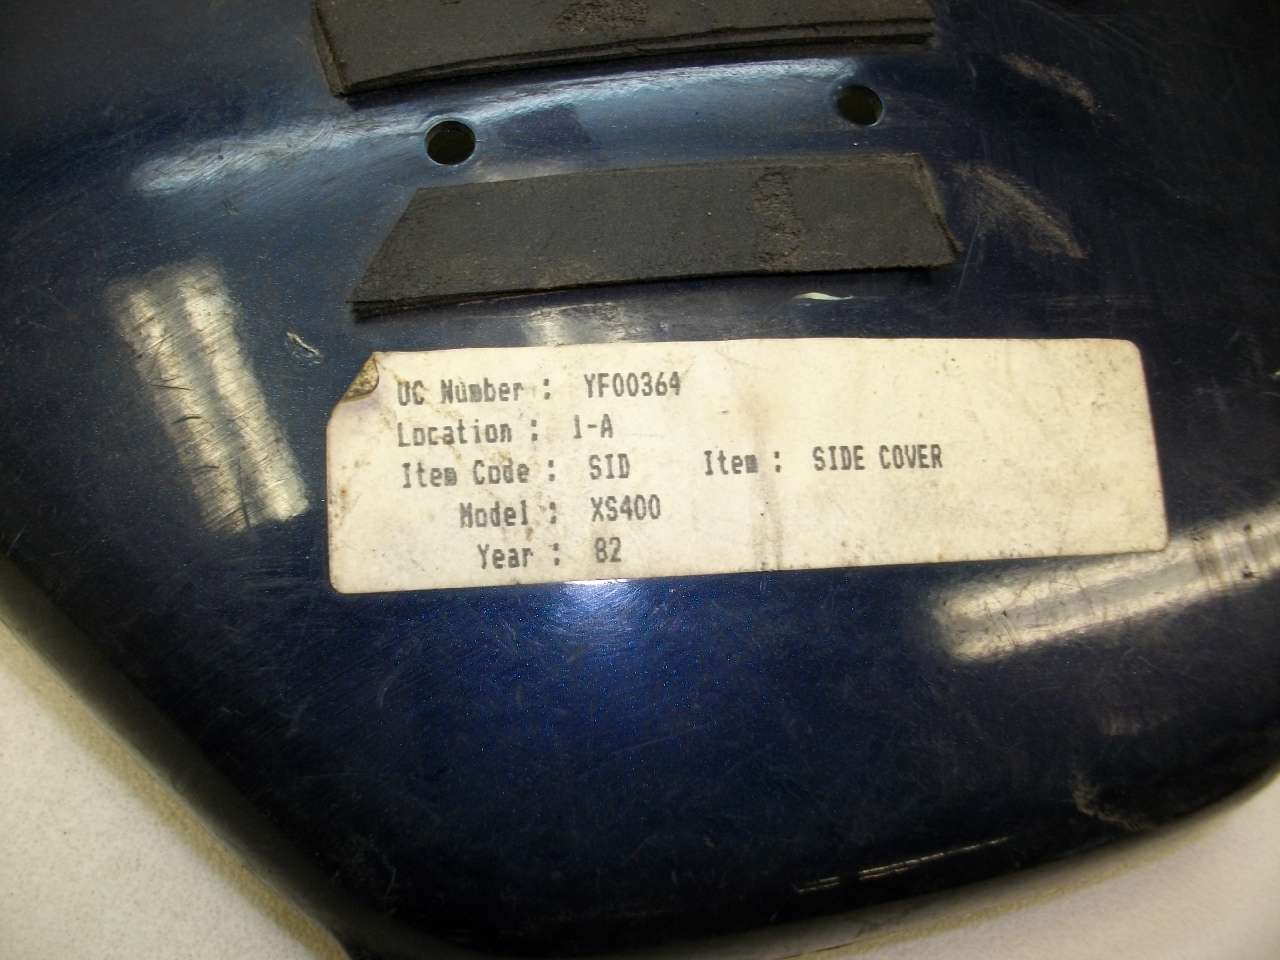 UC Number : YF00364
Location : 1-A
Item Code : SID Item : SIDE COVER
Model : XS400
Year : 82